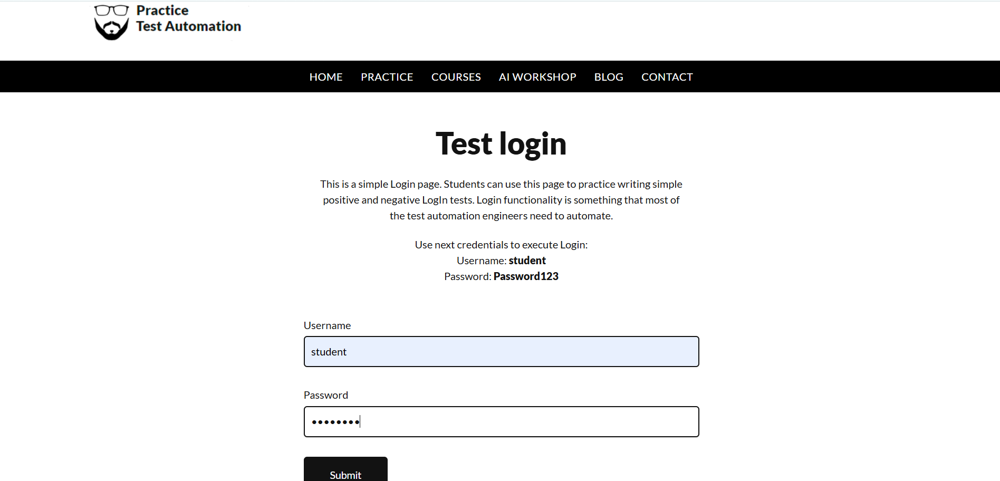 Practice
Test Automation
HOME PRACTICE COURSES AI WORKSHOP BLOG CONTACT
Test login
This is a simple Login page. Students can use this page to practice writing simple
positive and negative LogIn tests. Login functionality is something that most of
the test automation engineers need to automate.
Use next credentials to execute Login:
Username: student
Password: Password123
Username
student
Password
••••••••
Submit